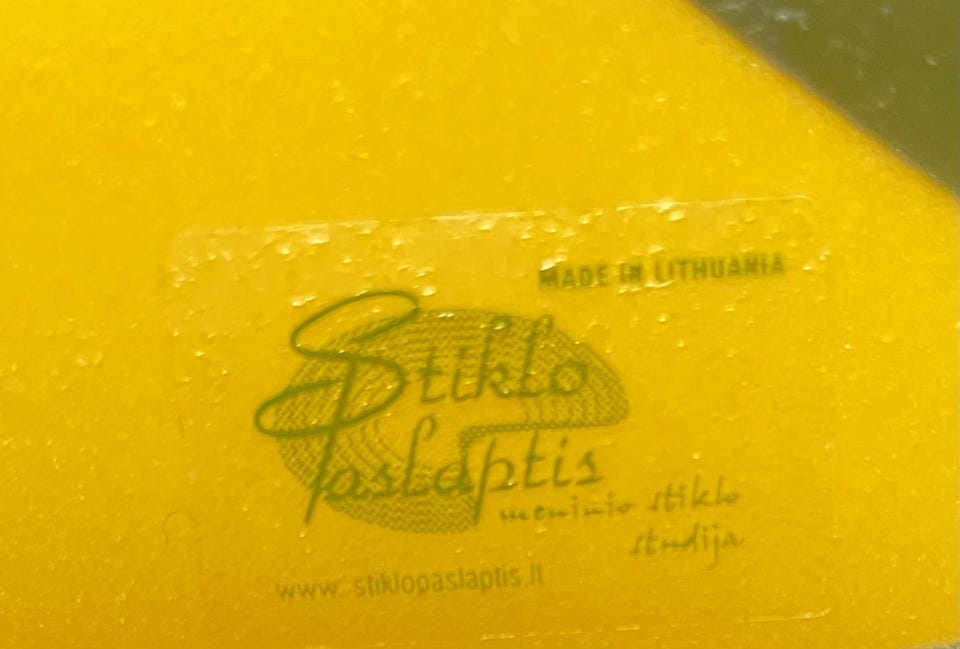 MADE IN LITHUANIA
Stiklo
Paslaptis
meninio stiklo
studija
www.stiklopaslaptis.lt